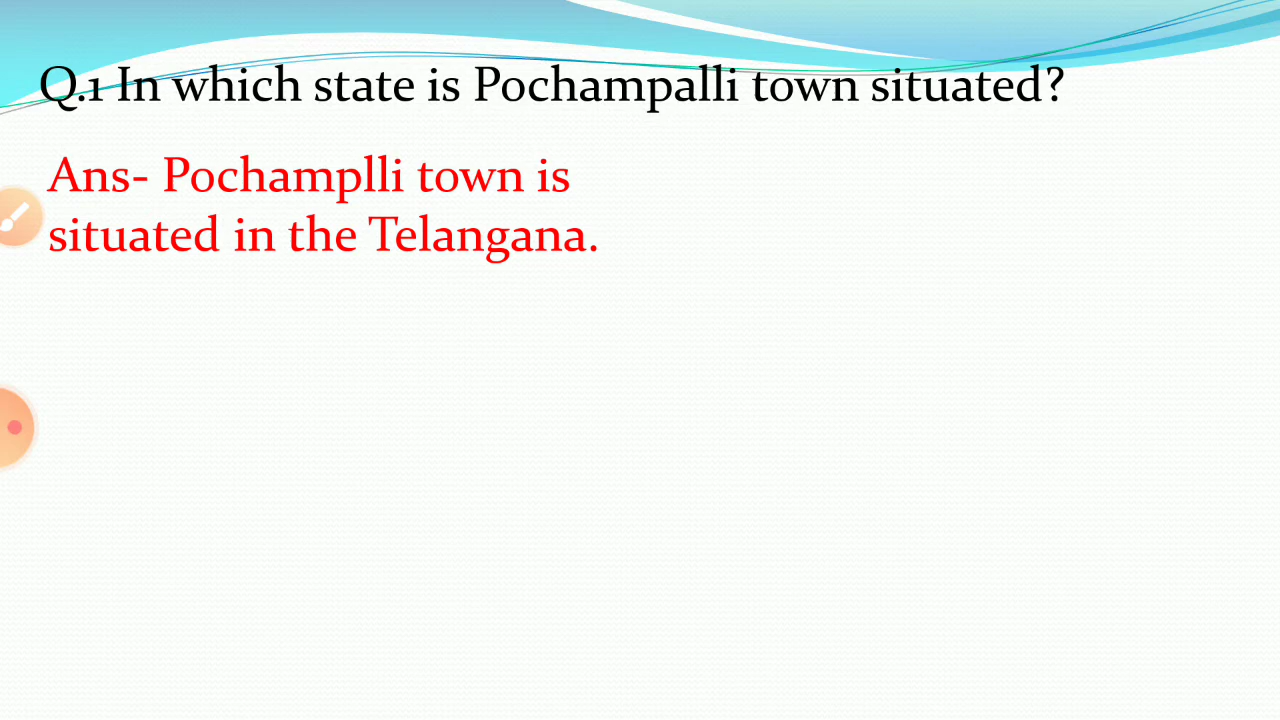 Q.1 In which state is Pochampalli town situated?
Ans- Pochamplli town is
situated in the Telangana.